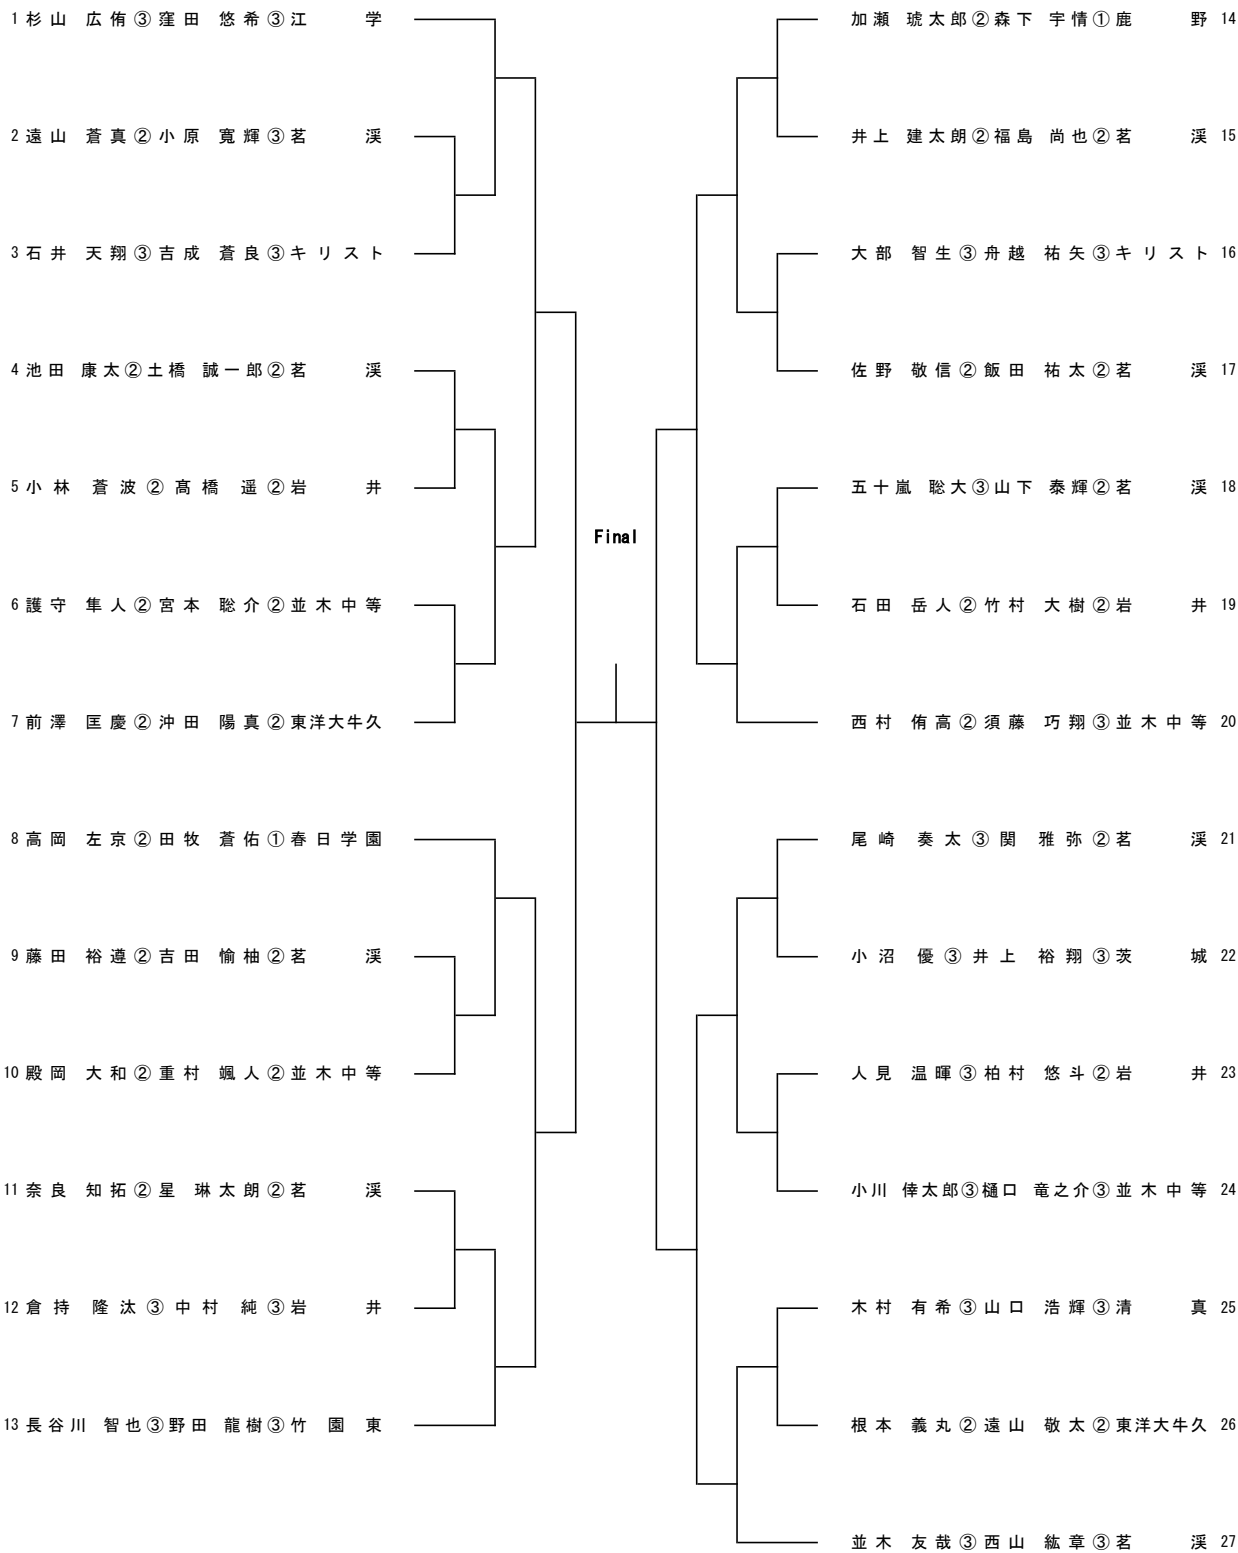 1 杉山 広侑③窪田 悠希③江学
2 遠山 蒼真②小原 寛輝③茗渓
3 石井 天翔③吉成 蒼良③キリスト
4 池田 康太②土橋 誠一郎②茗渓
5 小林 蒼波②髙橋 遥②岩井
6 護守 隼人②宮本 聡介②並木中等
7 前澤 匡慶②沖田 陽真②東洋大牛久
8 高岡 左京②田牧 蒼佑①春日学園
9 藤田 裕遵②吉田 愉柚②茗渓
10 殿岡 大和②重村 颯人②並木中等
11 奈良 知拓②星 琳太朗②茗渓
12 倉持 隆汰③中村 純③岩井
13 長谷川 智也③野田 龍樹③竹園東
Final
加瀬 琥太郎②森下 宇情①鹿野 14
井上 建太朗②福島 尚也②茗渓 15
大部 智生③舟越 祐矢③キリスト 16
佐野 敬信②飯田 祐太②茗渓 17
五十嵐 聡大③山下 泰輝②茗渓 18
石田 岳人②竹村 大樹②岩井 19
西村 侑高②須藤 巧翔③並木中等 20
尾崎 奏太③関 雅弥②茗渓 21
小沼 優③井上 裕翔③茨城 22
人見 温暉③柏村 悠斗②岩井 23
小川 倖太郎③樋口 竜之介③並木中等 24
木村 有希③山口 浩輝③清真 25
根本 義丸②遠山 敬太②東洋大牛久 26
並木 友哉③西山 紘章③茗渓 27